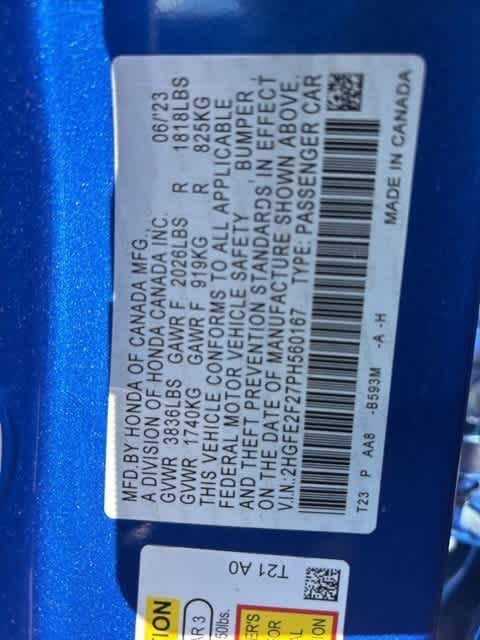 MFD.BY HONDA OF CANADA MFG., 06/'23
A DIVISION OF HONDA CANADA INC.
GVWR 3836LBS GAWR F 2026LBS R 1818LBS
GVWR 1740KG GAWR F 919KG R 825KG
THIS VEHICLE CONFORMS TO ALL APPLICABLE
FEDERAL MOTOR VEHICLE SAFETY , BUMPER ,
AND THEFT PREVENTION STANDARDS IN EFFECT
ON THE DATE OF MANUFACTURE SHOWN ABOVE.
V.I.N.:2HGFE2F27PH560167 TYPE: PASSENGER CAR
T23 P AA8 -B593M -A -H
MADE IN CANADA
T21 A0